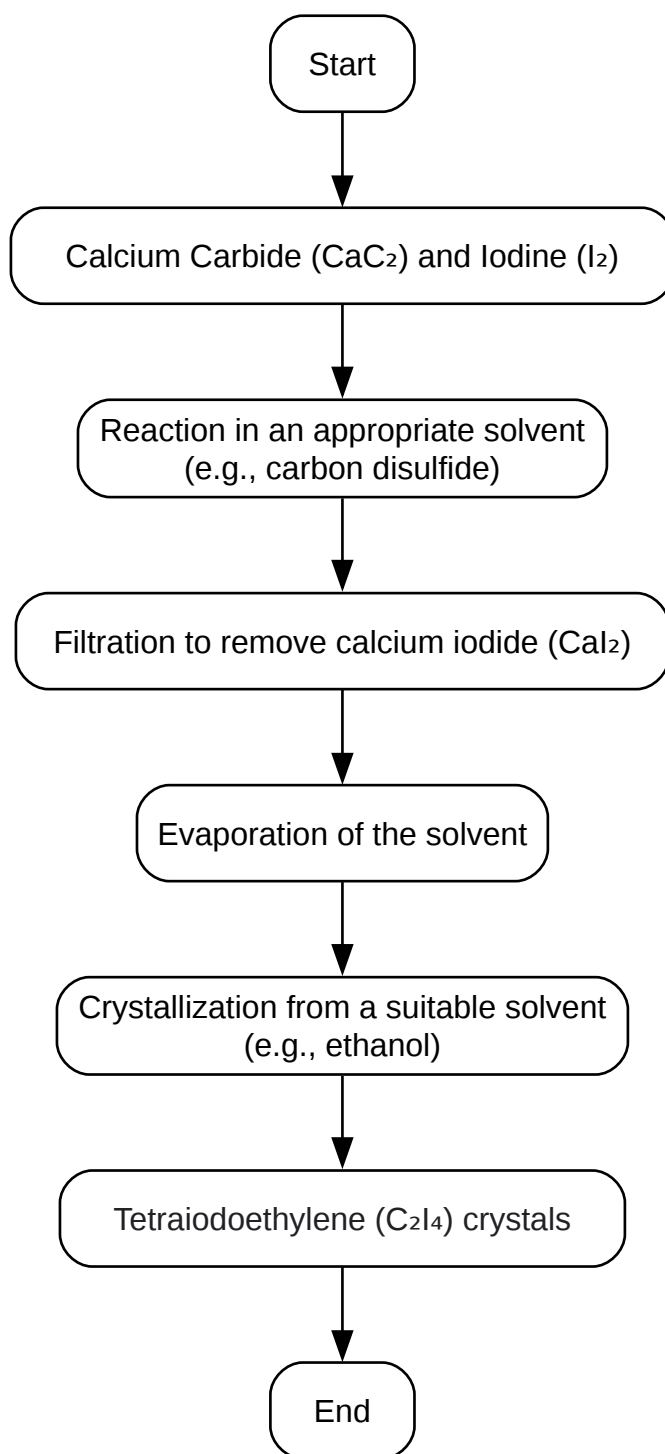 Start
Calcium Carbide (CaC₂) and Iodine (I₂)
Reaction in an appropriate solvent
(e.g., carbon disulfide)
Filtration to remove calcium iodide (CaI₂)
Evaporation of the solvent
Crystallization from a suitable solvent
(e.g., ethanol)
Tetraiodoethylene (C₂I₄) crystals
End